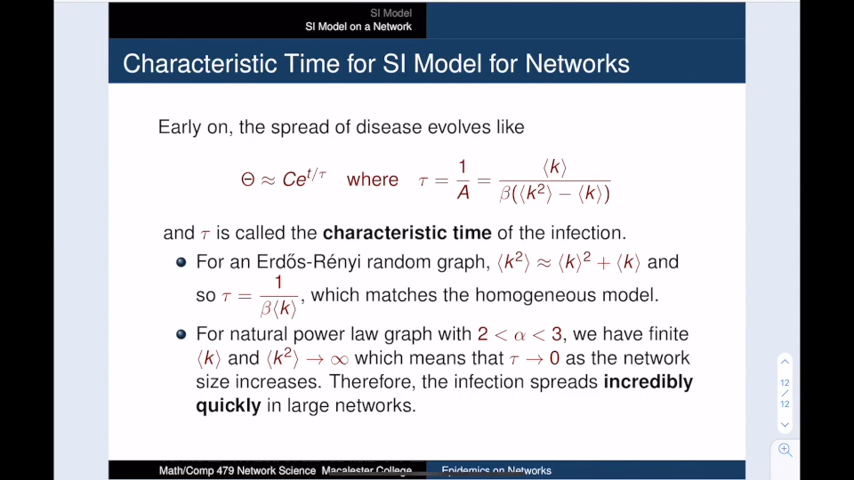 SI Model
SI Model on a Network
Characteristic Time for SI Model for Networks
Early on, the spread of disease evolves like
Θ ≈ Ce^{t/τ} where τ = 1/A = ⟨k⟩/(β(⟨k²⟩ − ⟨k⟩))
and τ is called the characteristic time of the infection.
• For an Erdős-Rényi random graph, ⟨k²⟩ ≈ ⟨k⟩² + ⟨k⟩ and
so τ = 1/(β⟨k⟩), which matches the homogeneous model.
• For natural power law graph with 2 < α < 3, we have finite
⟨k⟩ and ⟨k²⟩ → ∞ which means that τ → 0 as the network
size increases. Therefore, the infection spreads incredibly
quickly in large networks.
12
/
12
Math/Comp 479 Network Science Macalester College Epidemics on Networks